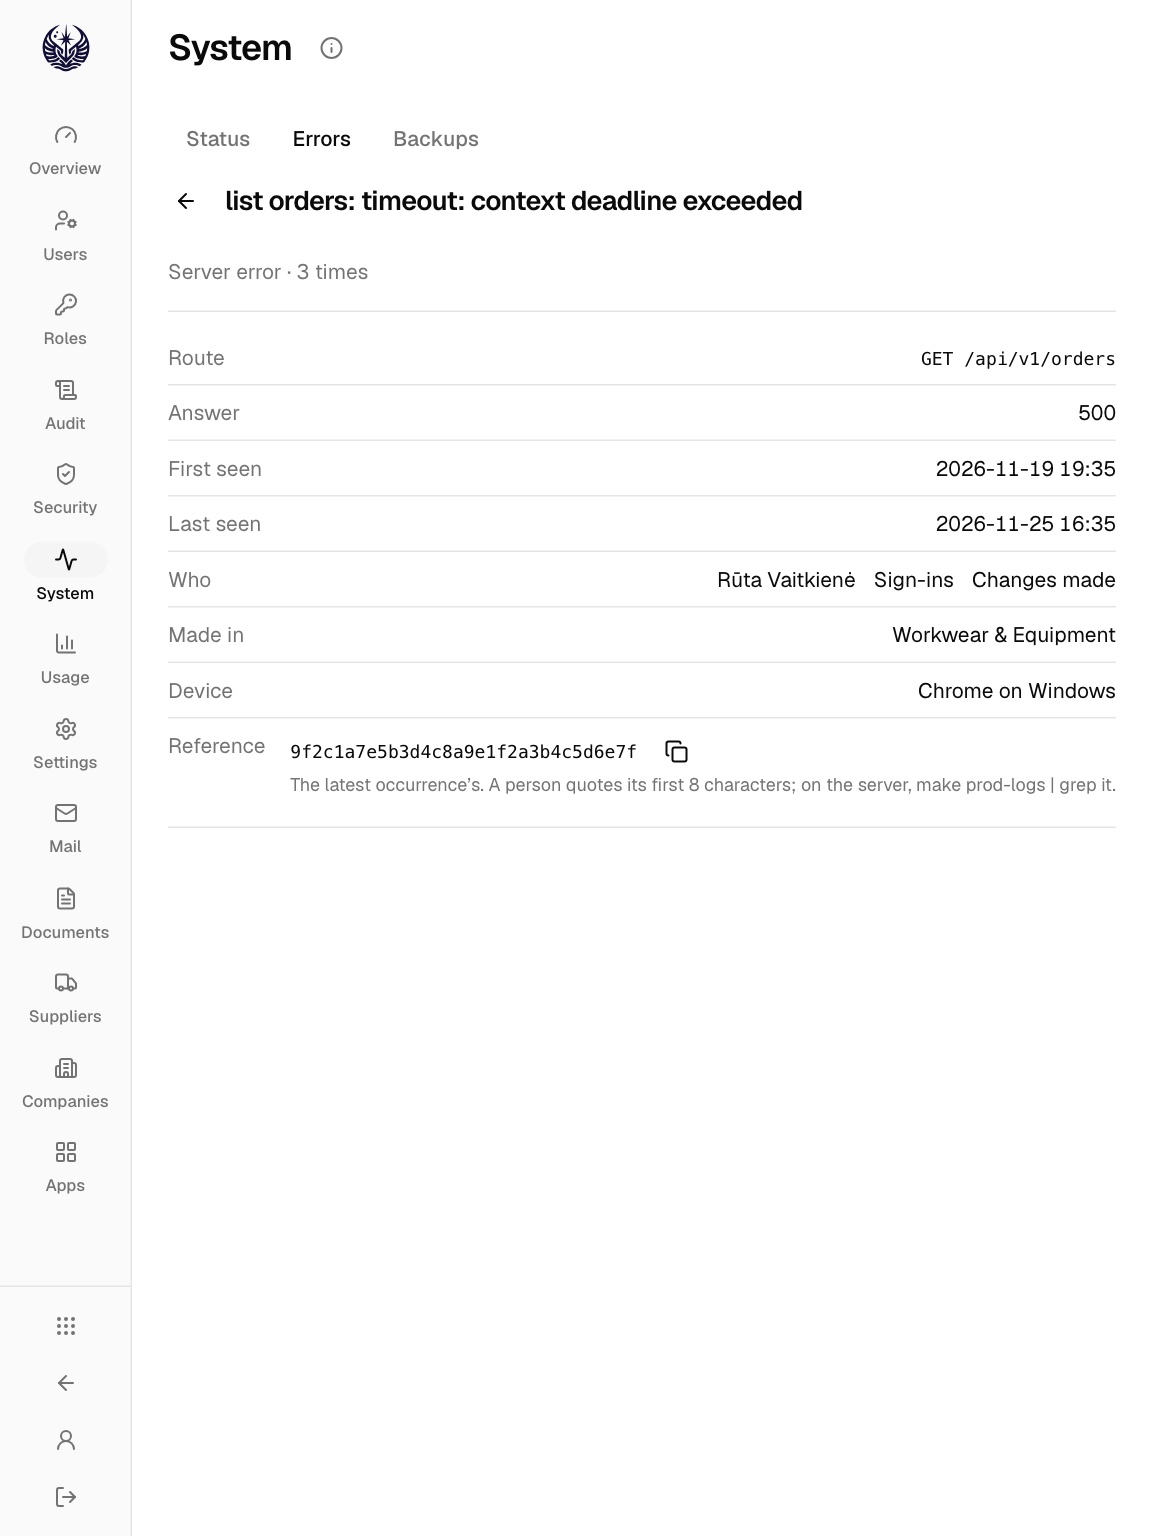 System
Status Errors Backups
list orders: timeout: context deadline exceeded
Server error · 3 times
Route GET /api/v1/orders
Answer 500
First seen 2026-11-19 19:35
Last seen 2026-11-25 16:35
Who Rūta Vaitkienė Sign-ins Changes made
Made in Workwear & Equipment
Device Chrome on Windows
Reference 9f2c1a7e5b3d4c8a9e1f2a3b4c5d6e7f
The latest occurrence’s. A person quotes its first 8 characters; on the server, make prod-logs | grep it.
Overview
Users
Roles
Audit
Security
System
Usage
Settings
Mail
Documents
Suppliers
Companies
Apps